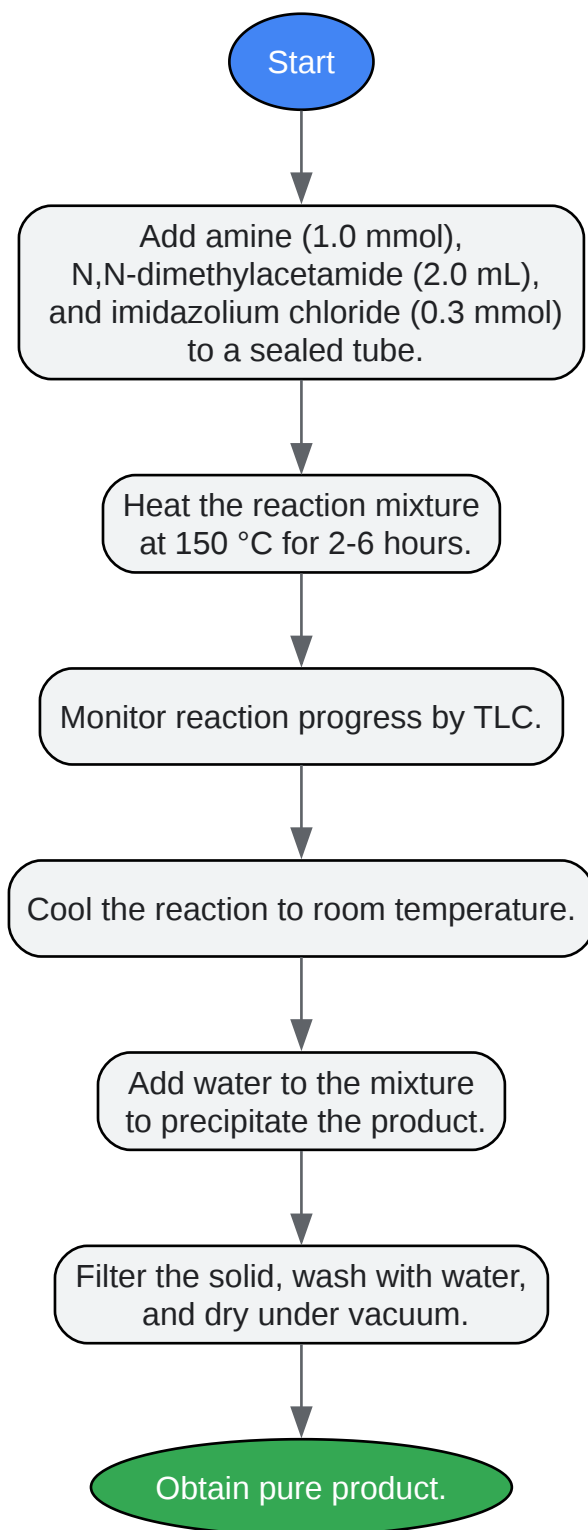 Start
Add amine (1.0 mmol),
N,N-dimethylacetamide (2.0 mL),
and imidazolium chloride (0.3 mmol)
to a sealed tube.
Heat the reaction mixture
at 150 °C for 2-6 hours.
Monitor reaction progress by TLC.
Cool the reaction to room temperature.
Add water to the mixture
to precipitate the product.
Filter the solid, wash with water,
and dry under vacuum.
Obtain pure product.